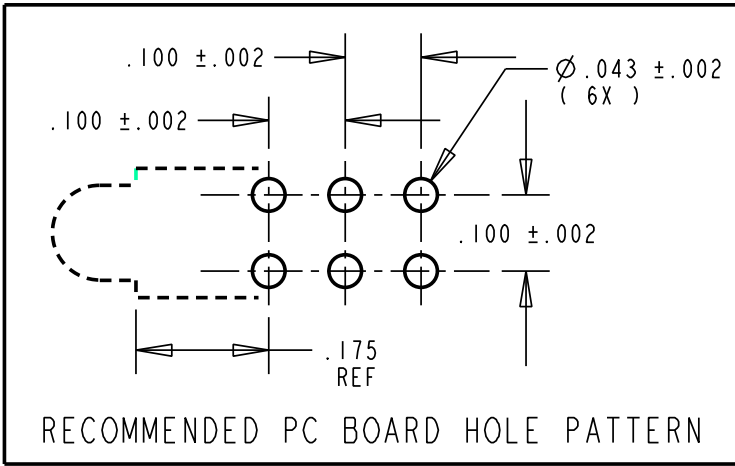 .100 ±.002
Ø .043 ±.002
( 6X )
.100 ±.002
.100 ±.002
.175
REF
RECOMMENDED PC BOARD HOLE PATTERN